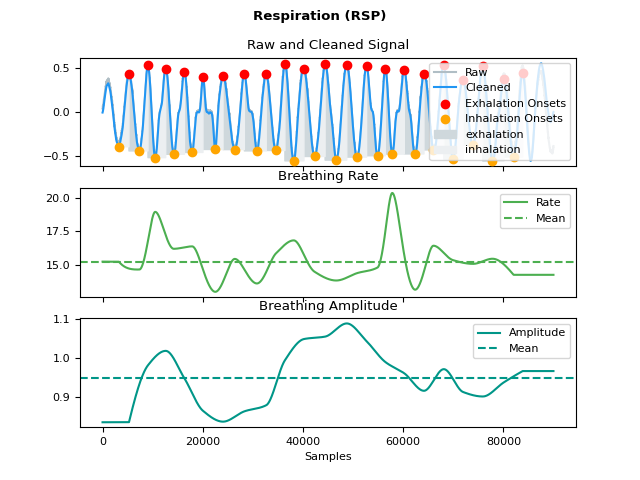 Respiration (RSP)
Raw and Cleaned Signal
0.5
0.0
−0.5
Raw
Cleaned
Exhalation Onsets
Inhalation Onsets
exhalation
inhalation
Breathing Rate
20.0
17.5
15.0
Rate
Mean
Breathing Amplitude
1.1
1.0
0.9
Amplitude
Mean
0 20000 40000 60000 80000
Samples